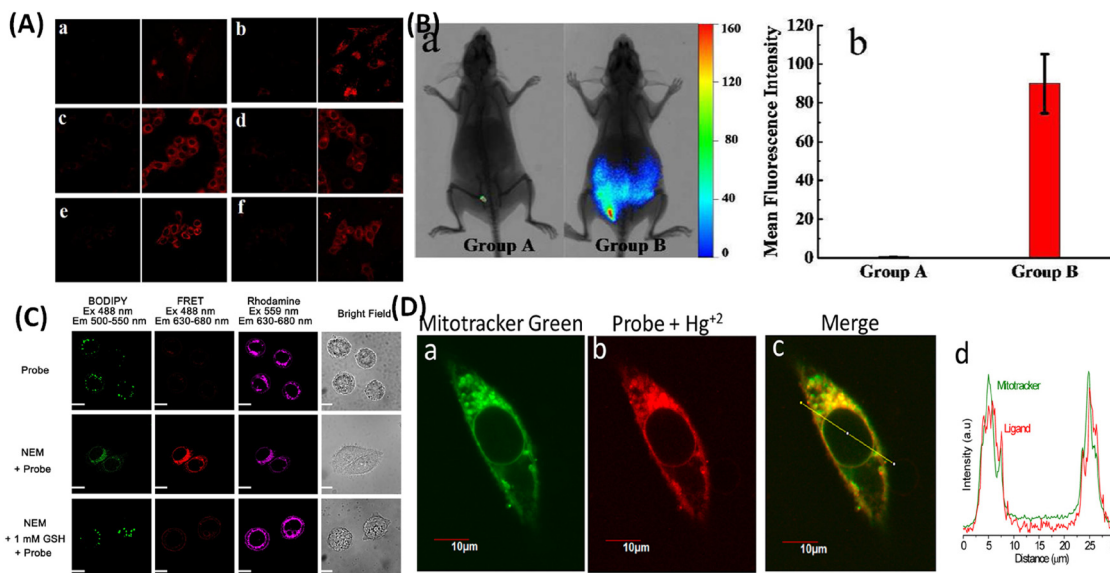 (A)
a
b
c
d
e
f
(B)
a
Group A
Group B
160
120
80
40
0
b
Mean Fluorescence Intensity
120
100
80
60
40
20
0
Group A
Group B
(C)
BODIPY
Ex 488 nm
Em 500-550 nm
FRET
Ex 488 nm
Em 630-680 nm
Rhodamine
Ex 559 nm
Em 630-680 nm
Bright Field
Probe
NEM
+ Probe
NEM
+ 1 mM GSH
+ Probe
(D)
Mitotracker Green
Probe + Hg⁺²
Merge
a
b
c
d
10μm
10μm
10μm
Mitotracker
Ligand
Intensity (a.u)
0
5
10
15
20
25
Distance (μm)